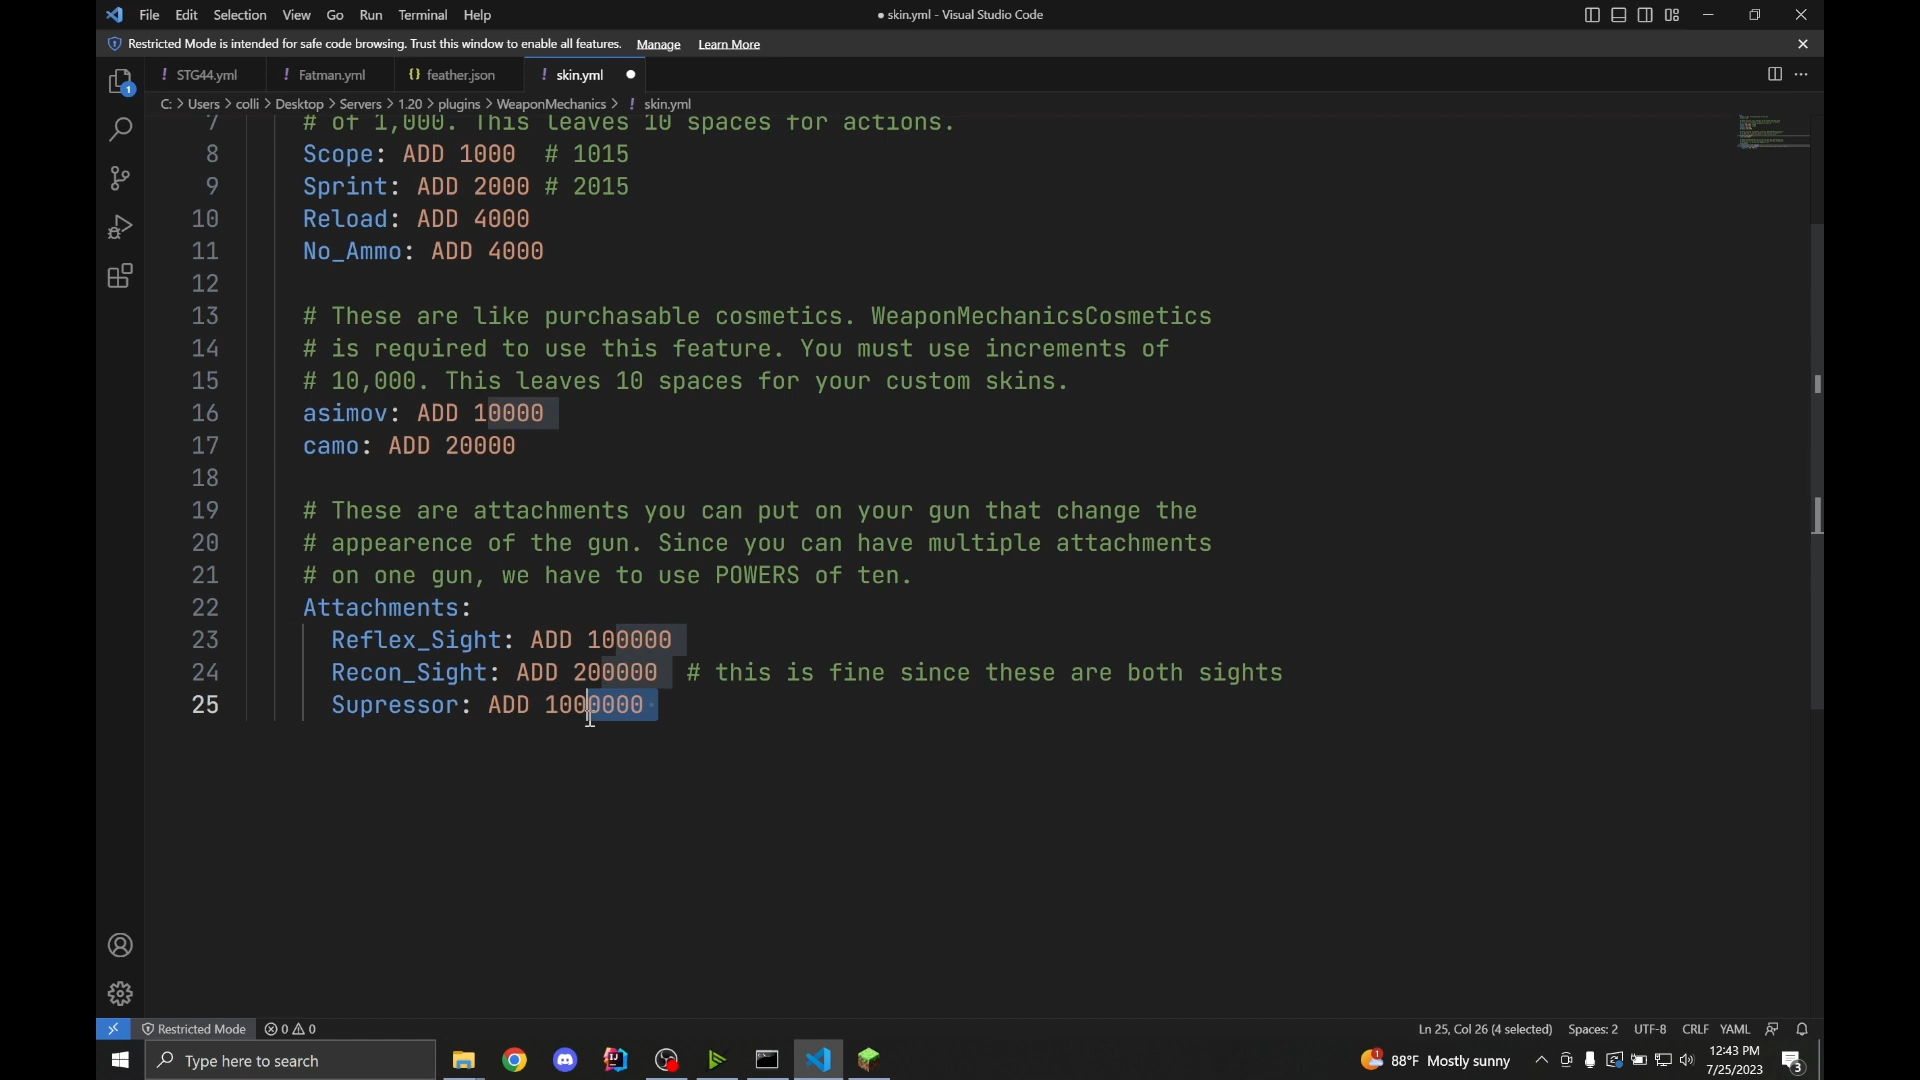 File Edit Selection View Go Run Terminal Help
● skin.yml - Visual Studio Code
Restricted Mode is intended for safe code browsing. Trust this window to enable all features. Manage Learn More
! STG44.yml ! Fatman.yml {} feather.json ! skin.yml ●
C: > Users > colli > Desktop > Servers > 1.20 > plugins > WeaponMechanics > ! skin.yml
7 # of 1,000. This leaves 10 spaces for actions.
8 Scope: ADD 1000 # 1015
9 Sprint: ADD 2000 # 2015
10 Reload: ADD 4000
11 No_Ammo: ADD 4000
12
13 # These are like purchasable cosmetics. WeaponMechanicsCosmetics
14 # is required to use this feature. You must use increments of
15 # 10,000. This leaves 10 spaces for your custom skins.
16 asimov: ADD 10000
17 camo: ADD 20000
18
19 # These are attachments you can put on your gun that change the
20 # appearence of the gun. Since you can have multiple attachments
21 # on one gun, we have to use POWERS of ten.
22 Attachments:
23 Reflex_Sight: ADD 100000
24 Recon_Sight: ADD 200000 # this is fine since these are both sights
25 Supressor: ADD 1000000
1
Restricted Mode 0 0
Ln 25, Col 26 (4 selected) Spaces: 2 UTF-8 CRLF YAML
Type here to search
1 88°F Mostly sunny
12:43 PM
7/25/2023
3